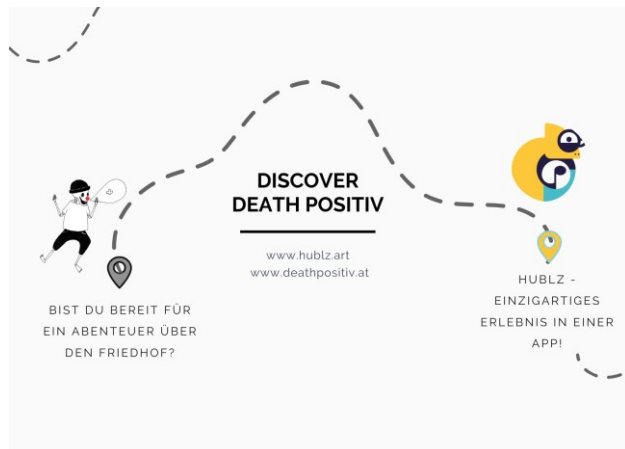 DISCOVER
DEATH POSITIV
www.hublz.art
www.deathpositiv.at
BIST DU BEREIT FÜR
EIN ABENTEUER ÜBER
DEN FRIEDHOF?
HUBLZ -
EINZIGARTIGES
ERLEBNIS IN EINER
APP!